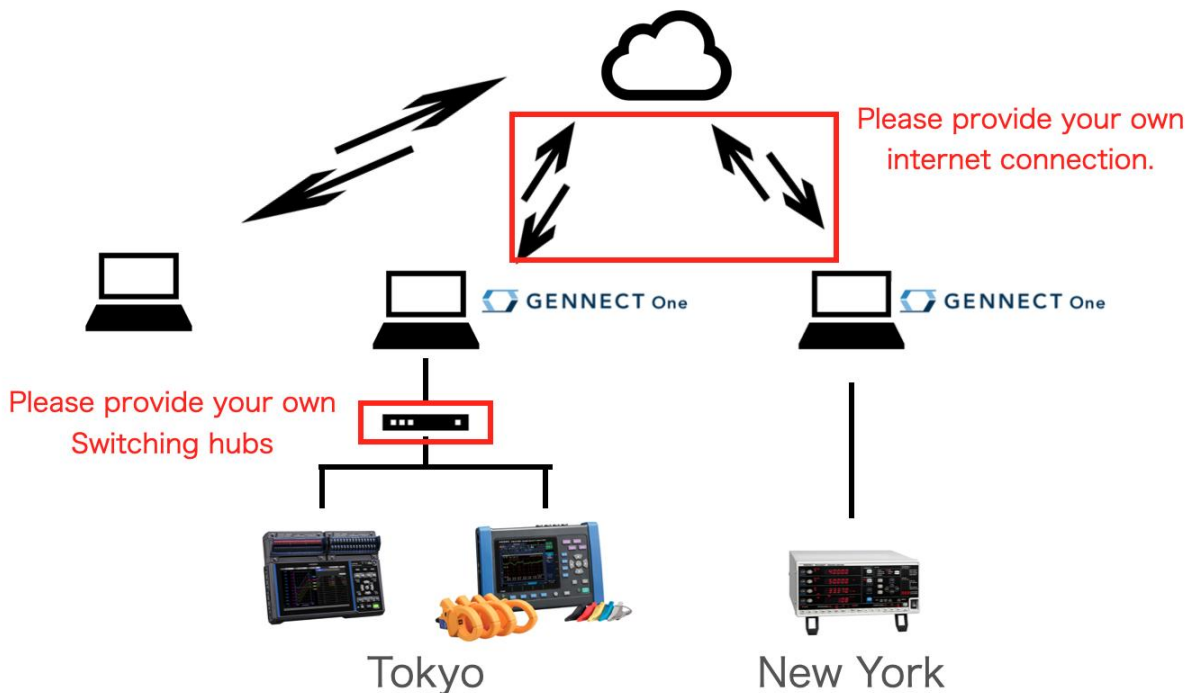 Please provide your own
internet connection.
GENNECT One
GENNECT One
Please provide your own
Switching hubs
Tokyo
New York